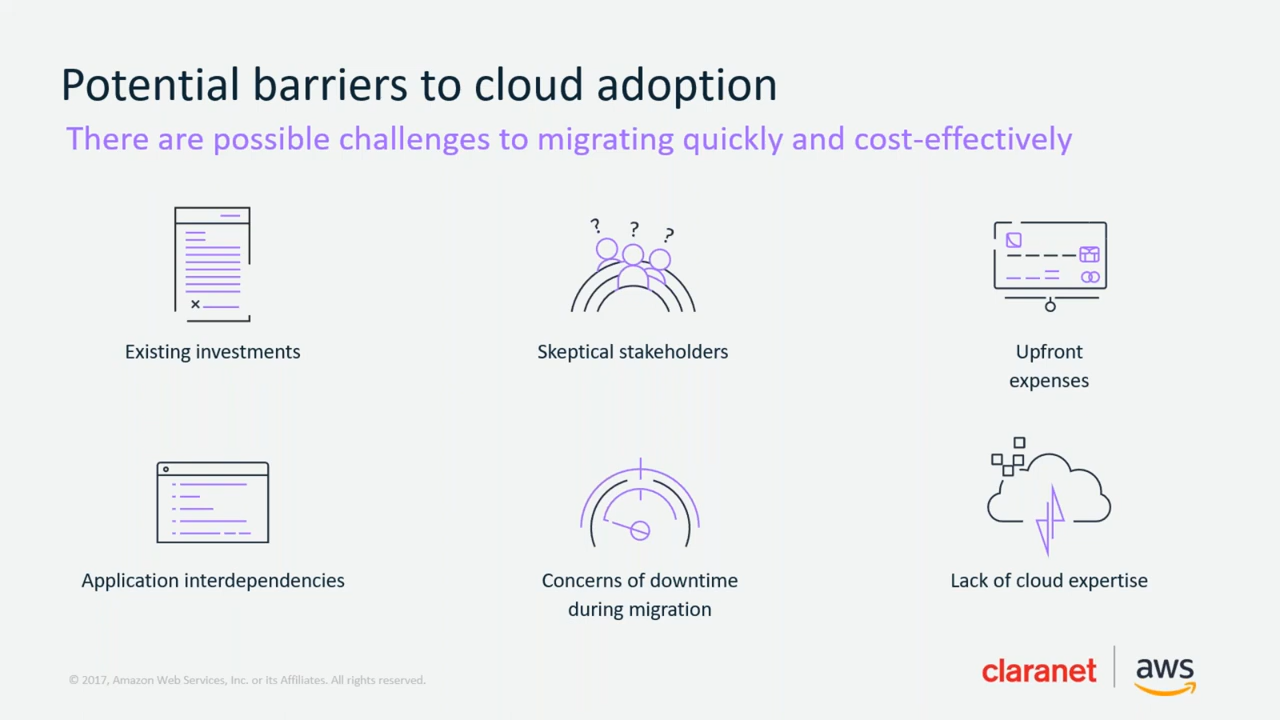 Potential barriers to cloud adoption
There are possible challenges to migrating quickly and cost-effectively
? ? ?
Existing investments
Skeptical stakeholders
Upfront
expenses
Application interdependencies
Concerns of downtime
during migration
Lack of cloud expertise
© 2017, Amazon Web Services, Inc. or its Affiliates. All rights reserved.
claranet
aws